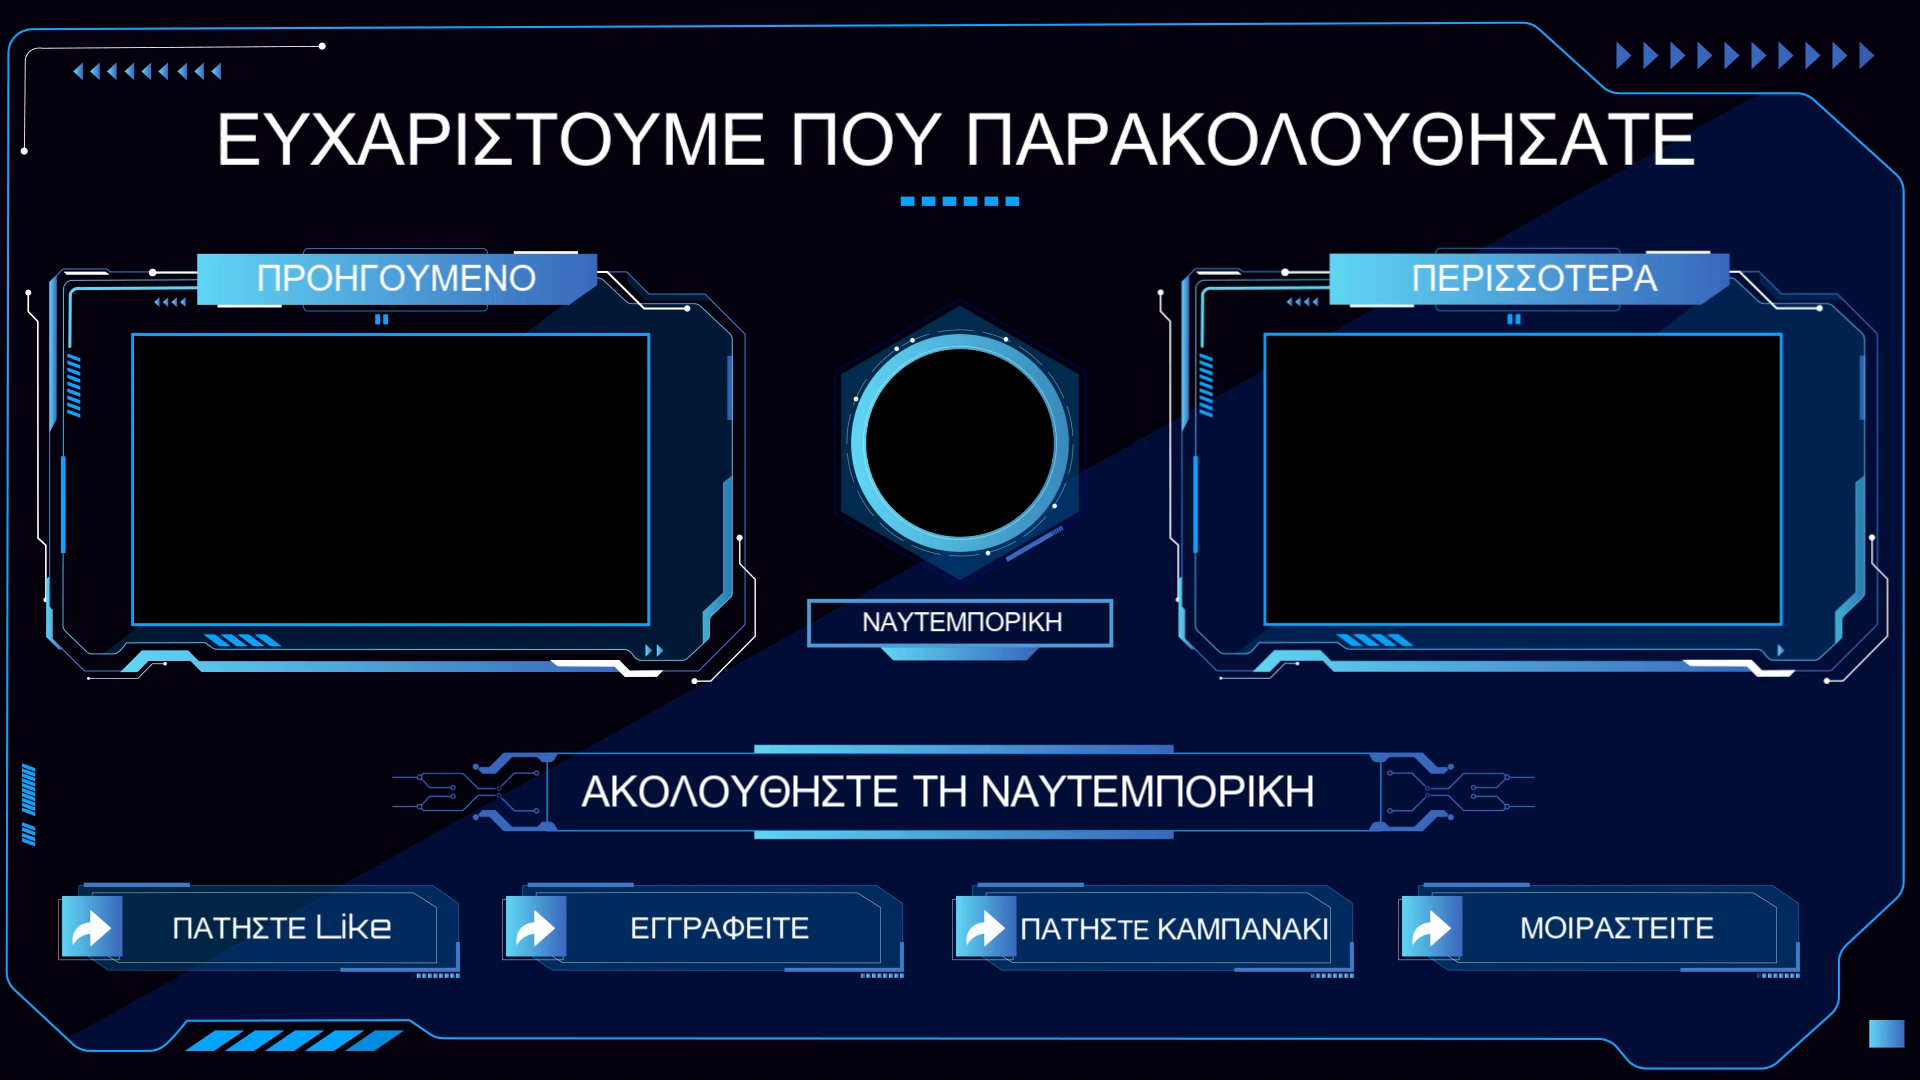 ΕΥΧΑΡΙΣΤΟΥΜΕ ΠΟΥ ΠΑΡΑΚΟΛΟΥΘΗΣΑΤΕ
ΠΡΟΗΓΟΥΜΕΝΟ
ΠΕΡΙΣΣΟΤΕΡΑ
ΝΑΥΤΕΜΠΟΡΙΚΗ
ΑΚΟΛΟΥΘΗΣΤΕ ΤΗ ΝΑΥΤΕΜΠΟΡΙΚΗ
ΠΑΤΗΣΤΕ Like
ΕΓΓΡΑΦΕΙΤΕ
ΠΑΤΗΣΤΕ ΚΑΜΠΑΝΑΚΙ
ΜΟΙΡΑΣΤΕΙΤΕ